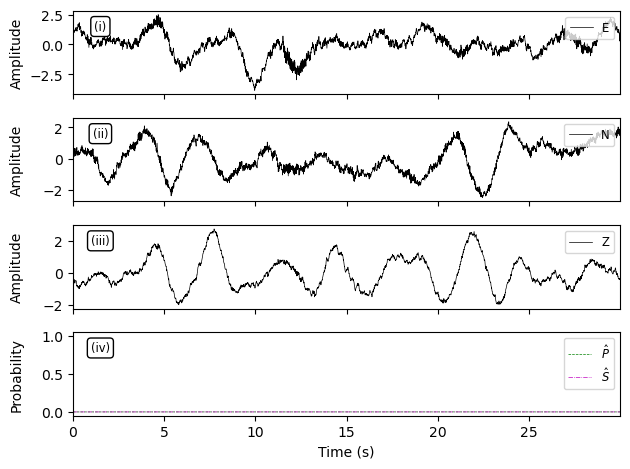 2.5
0.0
−2.5
Amplitude
(i)
E
2
0
−2
Amplitude
(ii)
N
2
0
−2
Amplitude
(iii)
Z
1.0
0.5
0.0
Probability
(iv)
P̂
Ŝ
0 5 10 15 20 25
Time (s)